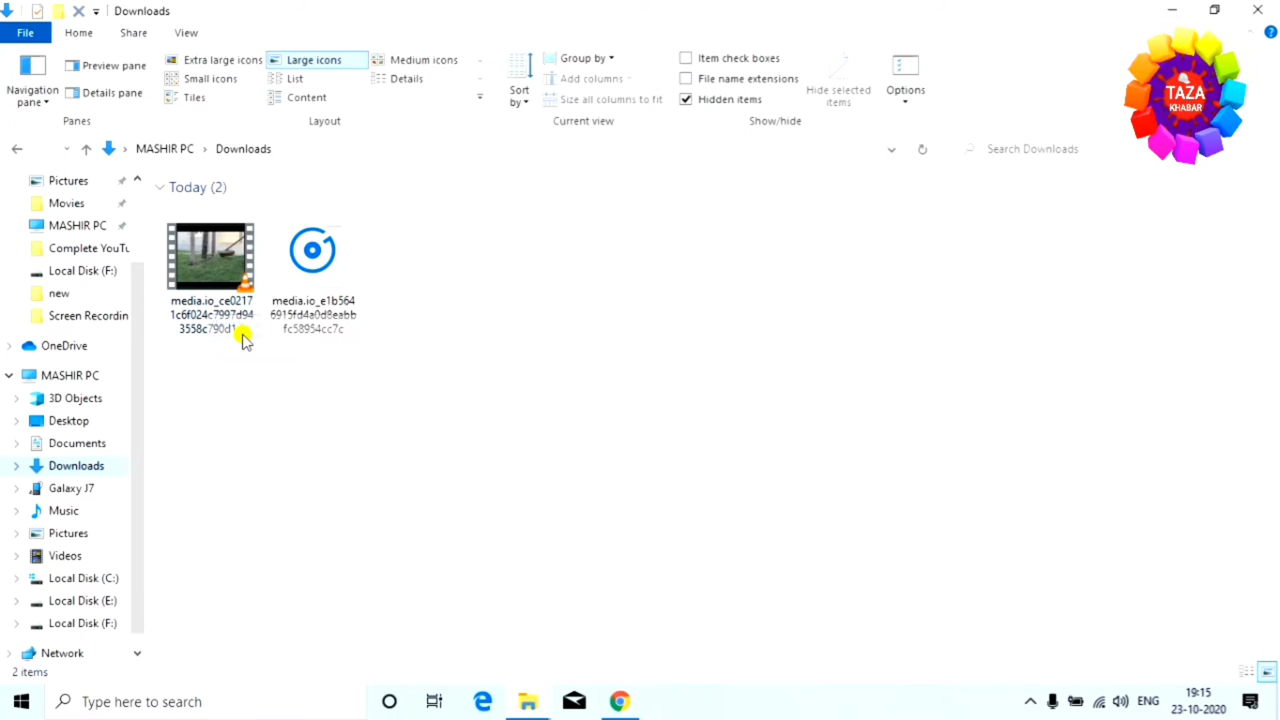 Downloads
File
Home
Share
View
Navigation pane
Preview pane
Details pane
Panes
Extra large icons
Large icons
Medium icons
Small icons
List
Details
Tiles
Content
Layout
Sort by
Group by
Add columns
Size all columns to fit
Current view
Item check boxes
File name extensions
Hidden items
Hide selected items
Show/hide
Options
TAZA
KHABAR
MASHIR PC
Downloads
Search Downloads
Pictures
Movies
MASHIR PC
Complete YouTu
Local Disk (F:)
new
Screen Recordin
OneDrive
MASHIR PC
3D Objects
Desktop
Documents
Downloads
Galaxy J7
Music
Pictures
Videos
Local Disk (C:)
Local Disk (E:)
Local Disk (F:)
Network
Today (2)
media.io_ce0217
1c6f024c7997d94
media.io_e1b564
6915fd4a0d8eabb
fc58954cc7c
2 items
Type here to search
ENG
19:15
23-10-2020